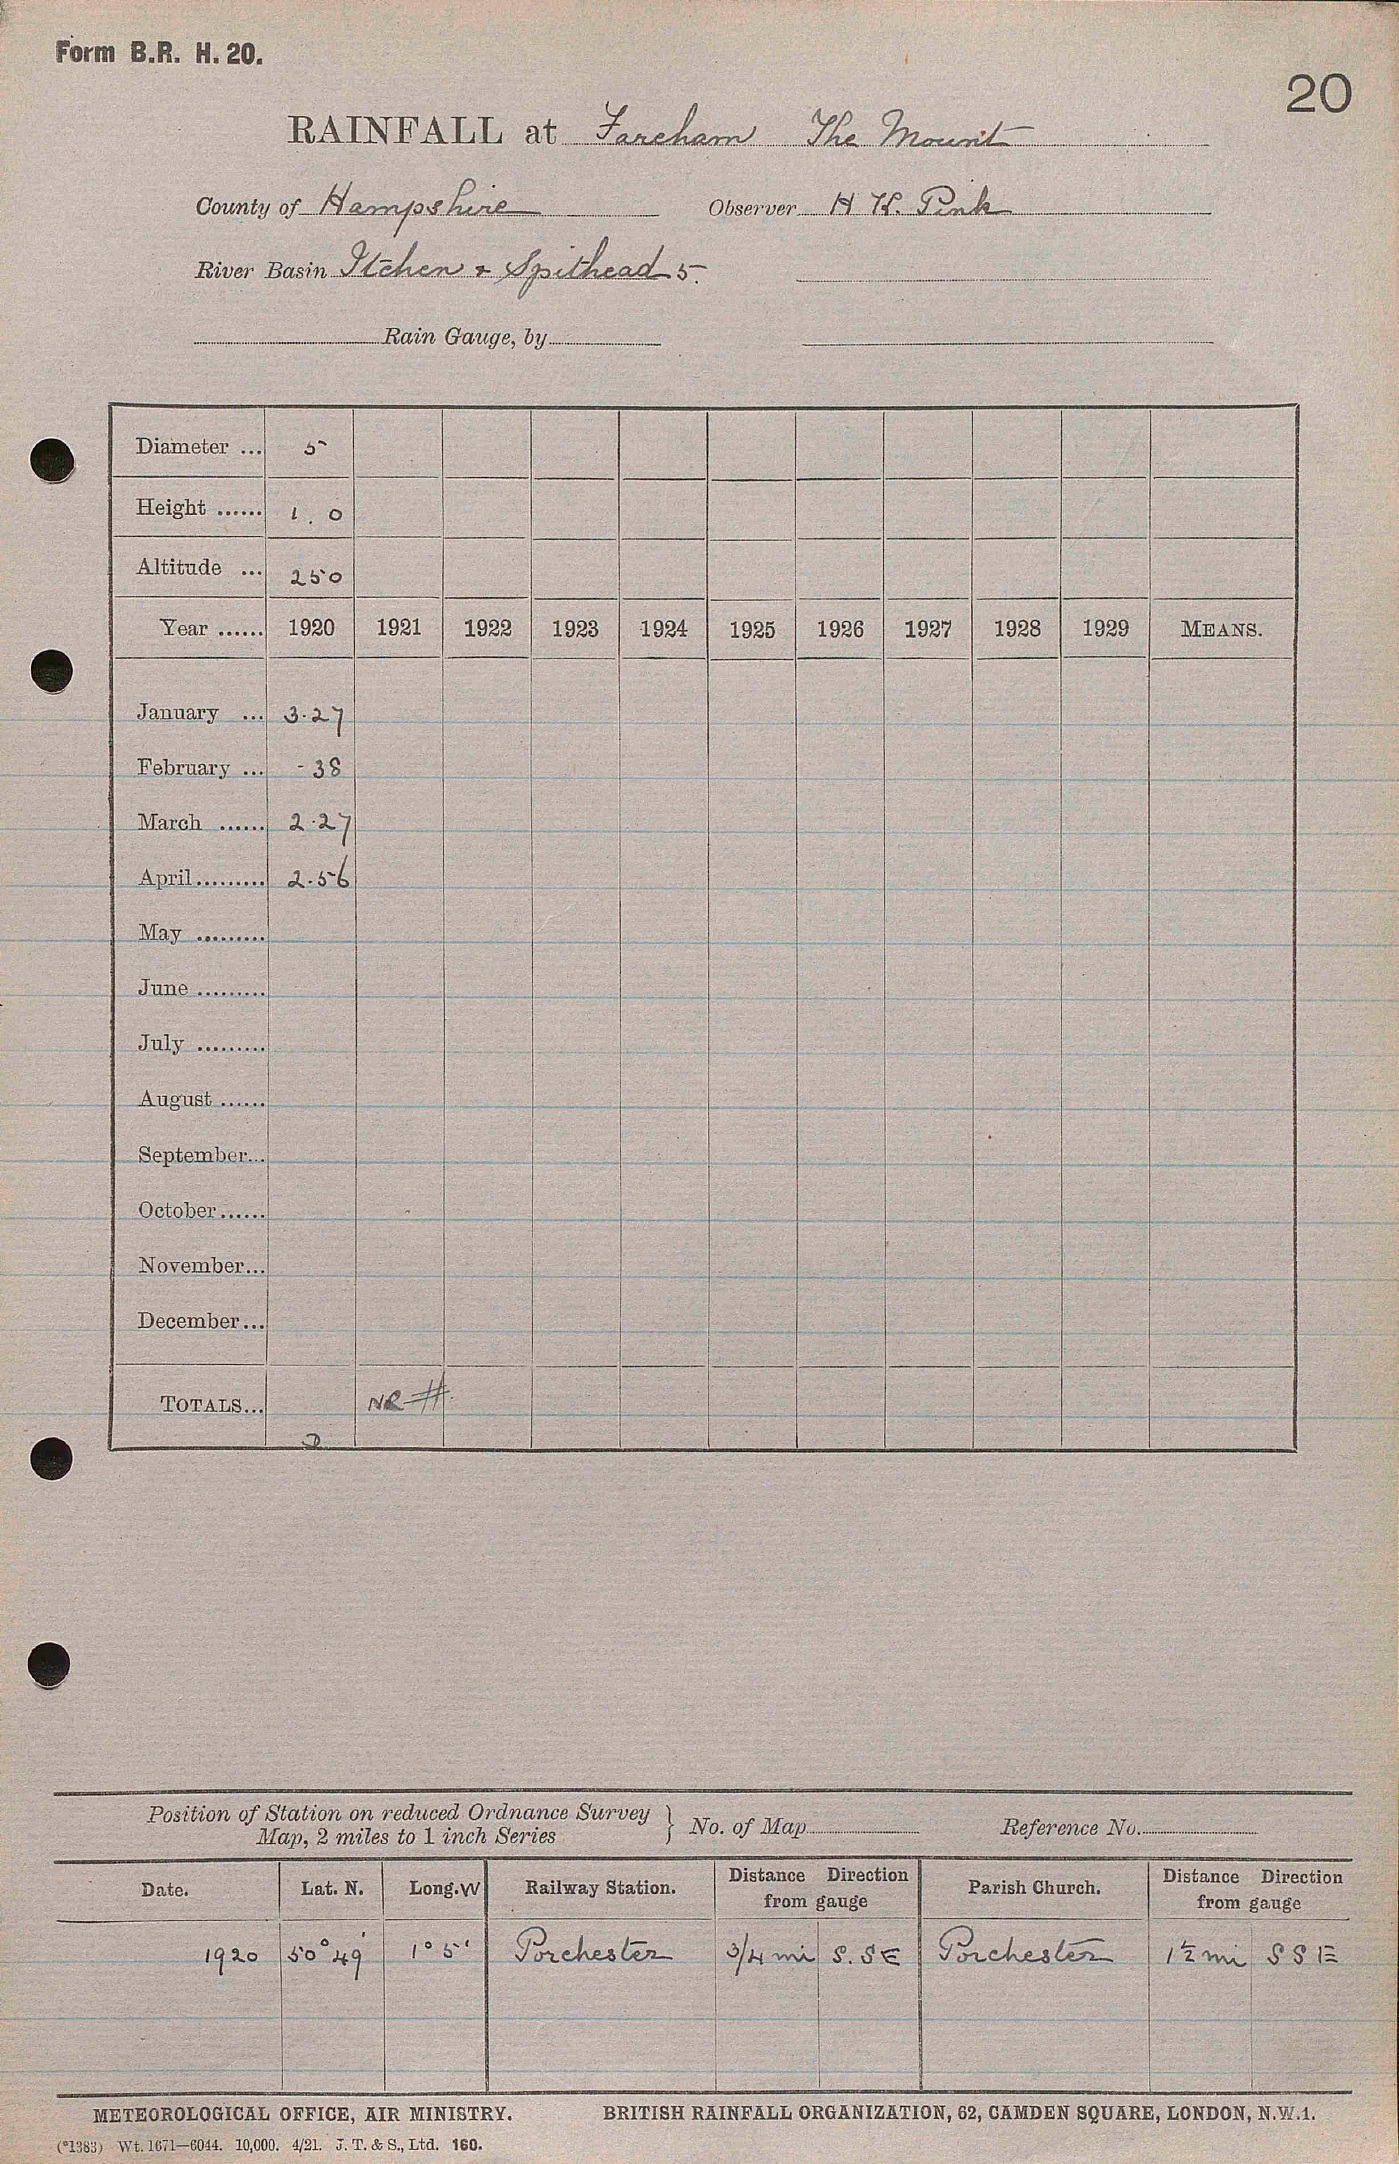 Form B.R. H. 20.
20
RAINFALL at Fareham The Mount
County of Hampshire Observer H K. Pink
River Basin Itchen & Spithead 5.
Rain Gauge, by
Diameter ... 5
Height ...... 1. 0
Altitude ... 250
Year ...... 1920 1921 1922 1923 1924 1925 1926 1927 1928 1929 MEANS.
January ... 3.27
February ... .38
March ...... 2.27
April......... 2.56
May .........
June .........
July .........
August ......
September...
October......
November...
December...
TOTALS... NR #
Position of Station on reduced Ordnance Survey
Map, 2 miles to 1 inch Series } No. of Map Reference No.
Date. Lat. N. Long. W Railway Station. Distance Direction from gauge Parish Church. Distance Direction from gauge
1920 50° 49' 1° 5' Porchester 3/4 mi S. SE Porchester 1½ mi S S E
METEOROLOGICAL OFFICE, AIR MINISTRY. BRITISH RAINFALL ORGANIZATION, 62, CAMDEN SQUARE, LONDON, N.W.1.
(*1383) Wt. 1671—6044. 10,000. 4/21. J. T. & S., Ltd. 160.